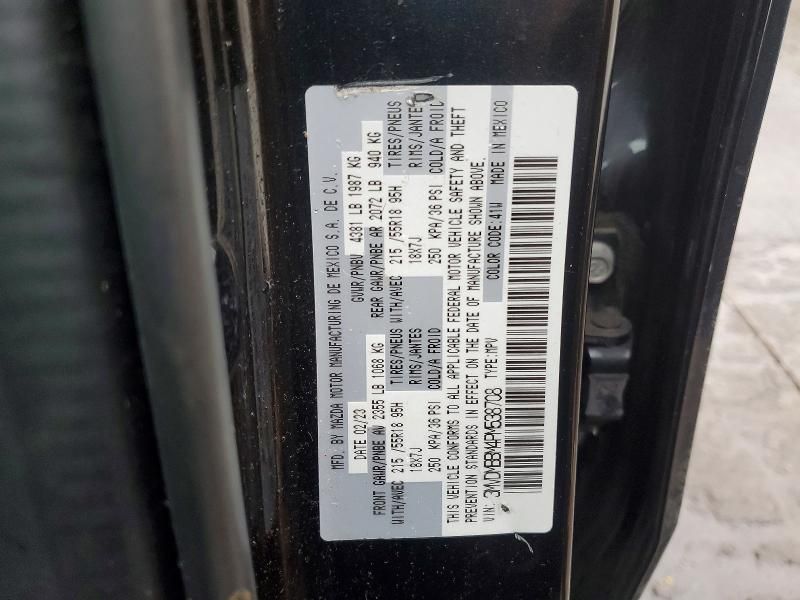 MFD. BY MAZDA MOTOR MANUFACTURING DE MEXICO S.A. DE C.V.
DATE 02/23 GVWR/PNBV 4381 LB 1987 KG
FRONT GAWR/PNBE AV 2355 LB 1068 KG REAR GAWR/PNBE AR 2072 LB 940 KG
WITH/AVEC 215 /55R18 95H TIRES/PNEUS WITH/AVEC 215 /55R18 95H TIRES/PNEUS
18X7J RIMS/JANTES 18X7J RIMS/JANTES
250 KPA/36 PSI COLD/A FROID 250 KPA/36 PSI COLD/A FROID
THIS VEHICLE CONFORMS TO ALL APPLICABLE FEDERAL MOTOR VEHICLE SAFETY AND THEFT
PREVENTION STANDARDS IN EFFECT ON THE DATE OF MANUFACTURE SHOWN ABOVE.
VIN: 3MVDMBBM4PM538708 TYPE:MPV COLOR CODE:41W MADE IN MEXICO